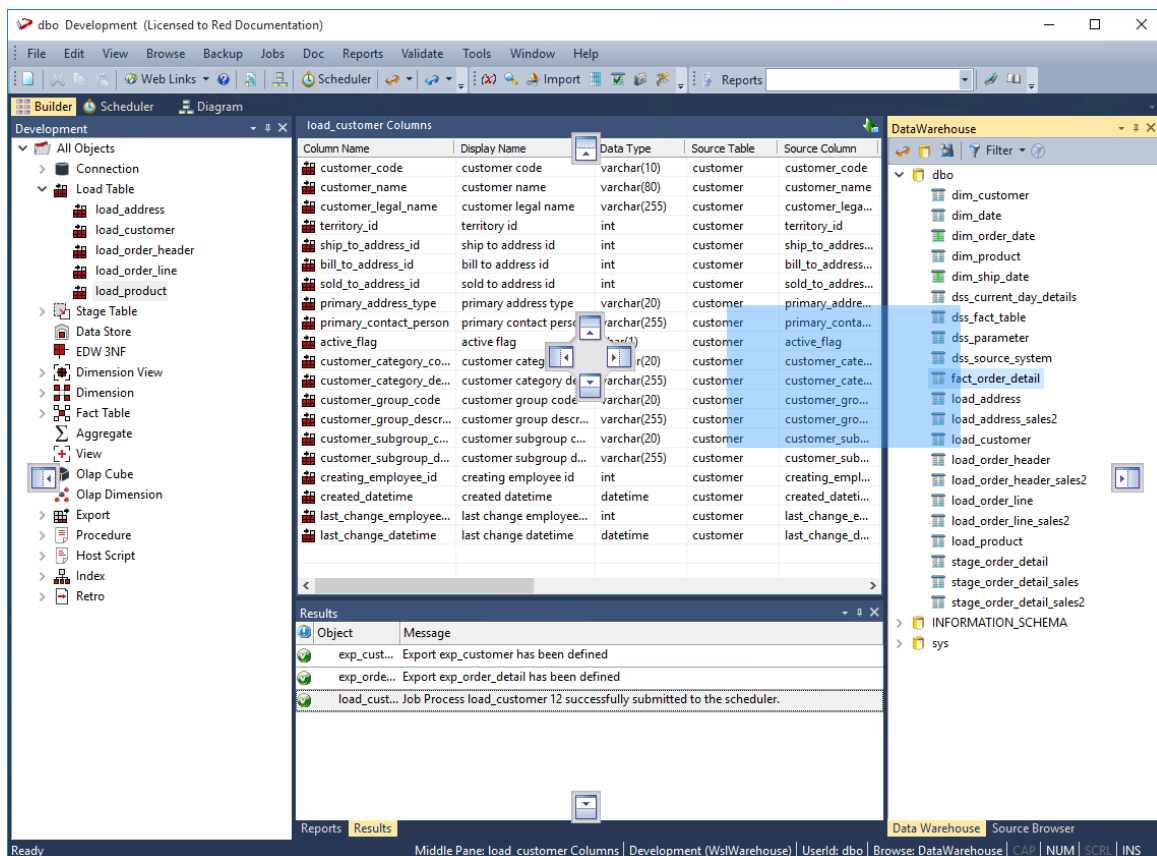 dbo Development (Licensed to Red Documentation)
File Edit View Browse Backup Jobs Doc Reports Validate Tools Window Help
Web Links Scheduler (x) Import Reports
Builder Scheduler Diagram
Development
All Objects
Connection
Load Table
load_address
load_customer
load_order_header
load_order_line
load_product
Stage Table
Data Store
EDW 3NF
Dimension View
Dimension
Fact Table
Aggregate
View
Olap Cube
Olap Dimension
Export
Procedure
Host Script
Index
Retro
load_customer Columns
Column Name Display Name Data Type Source Table Source Column
customer_code customer code varchar(10) customer customer_code
customer_name customer name varchar(80) customer customer_name
customer_legal_name customer legal name varchar(255) customer customer_lega...
territory_id territory id int customer territory_id
ship_to_address_id ship to address id int customer ship_to_addres...
bill_to_address_id bill to address id int customer bill_to_address...
sold_to_address_id sold to address id int customer sold_to_addres...
primary_address_type primary address type varchar(20) customer primary_addre...
primary_contact_person primary contact varchar(255) customer primary_conta...
active_flag active flag customer active_flag
customer_category_co... customer customer customer_cate...
customer_category_de... customer category varchar(255) customer customer_cate...
customer_group_code customer group code varchar(20) customer customer_gro...
customer_group_descr... customer group descr... varchar(255) customer customer_gro...
customer_subgroup_c... customer subgroup c... varchar(20) customer customer_sub...
customer_subgroup_d... customer subgroup d... varchar(255) customer customer_sub...
creating_employee_id creating employee id int customer creating_empl...
created_datetime created datetime datetime customer created_dateti...
last_change_employee... last change employee... int customer last_change_e...
last_change_datetime last change datetime datetime customer last_change_d...
Results
Object Message
exp_cust... Export exp_customer has been defined
exp_orde... Export exp_order_detail has been defined
load_cust... Job Process load_customer 12 successfully submitted to the scheduler.
Reports Results
DataWarehouse
Filter
dbo
dim_customer
dim_date
dim_order_date
dim_product
dim_ship_date
dss_current_day_details
dss_fact_table
dss_parameter
dss_source_system
fact_order_detail
load_address
load_address_sales2
load_customer
load_order_header
load_order_header_sales2
load_order_line
load_order_line_sales2
load_product
stage_order_detail
stage_order_detail_sales
stage_order_detail_sales2
INFORMATION_SCHEMA
sys
Data Warehouse Source Browser
Ready Middle Pane: load_customer Columns Development (WslWarehouse) UserId: dbo Browse: DataWarehouse CAP NUM SCRL INS